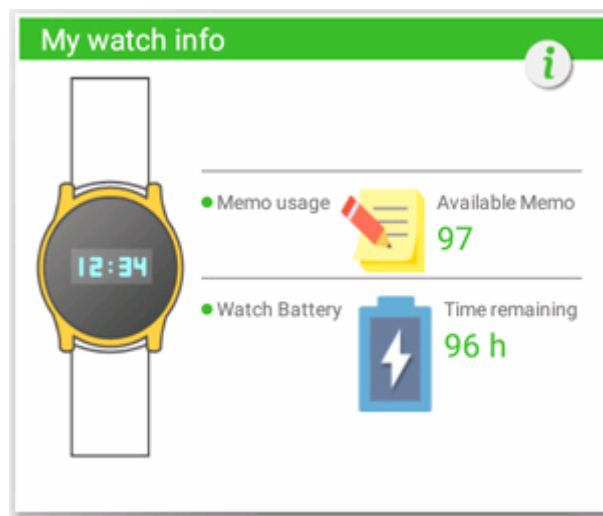 My watch info
i
Memo usage
Available Memo
97
12:34
Watch Battery
Time remaining
96 h